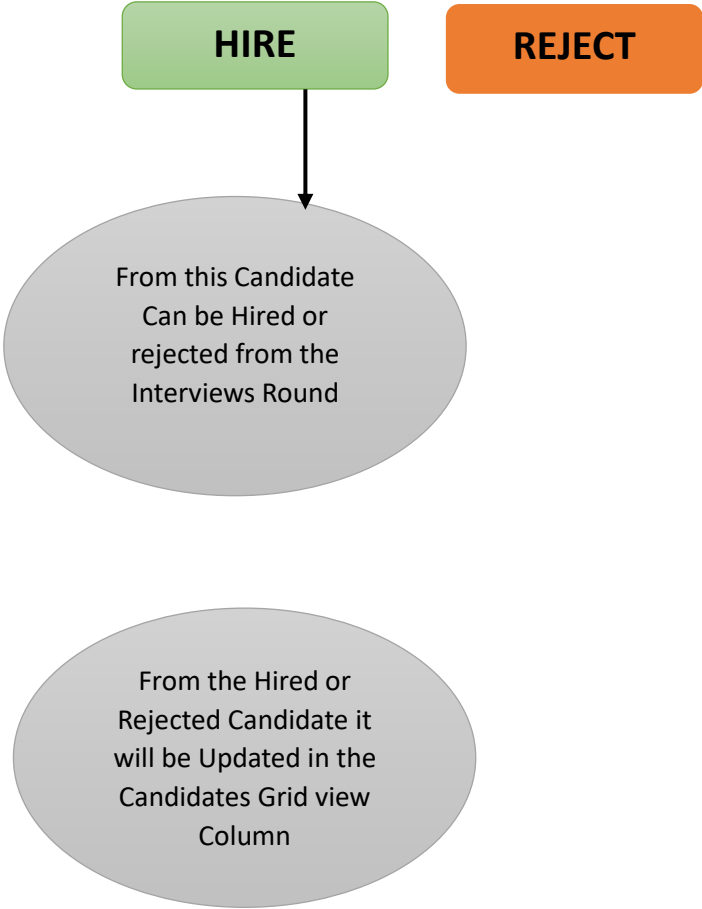 HIRE
REJECT
From this Candidate
Can be Hired or
rejected from the
Interviews Round
From the Hired or
Rejected Candidate it
will be Updated in the
Candidates Grid view
Column